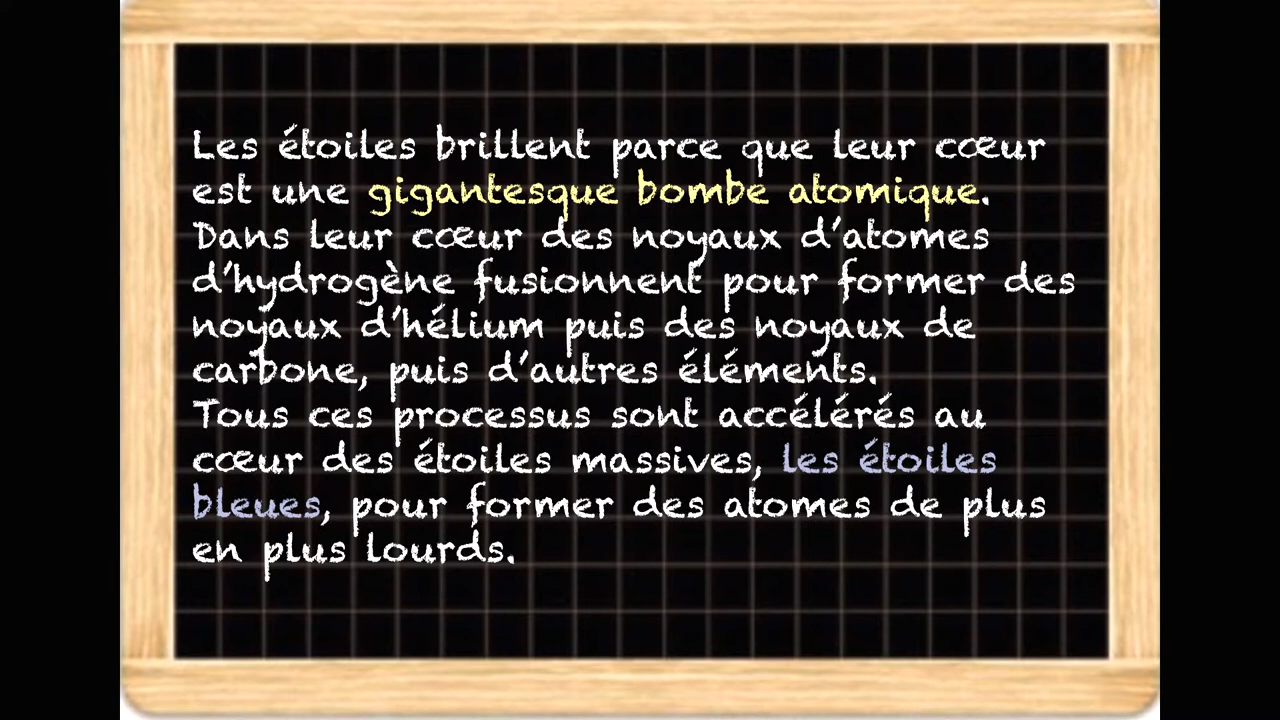 Les étoiles brillent parce que leur cœur
est une gigantesque bombe atomique.
Dans leur cœur des noyaux d’atomes
d’hydrogène fusionnent pour former des
noyaux d’hélium puis des noyaux de
carbone, puis d’autres éléments.
Tous ces processus sont accélérés au
cœur des étoiles massives, les étoiles
bleues, pour former des atomes de plus
en plus lourds.